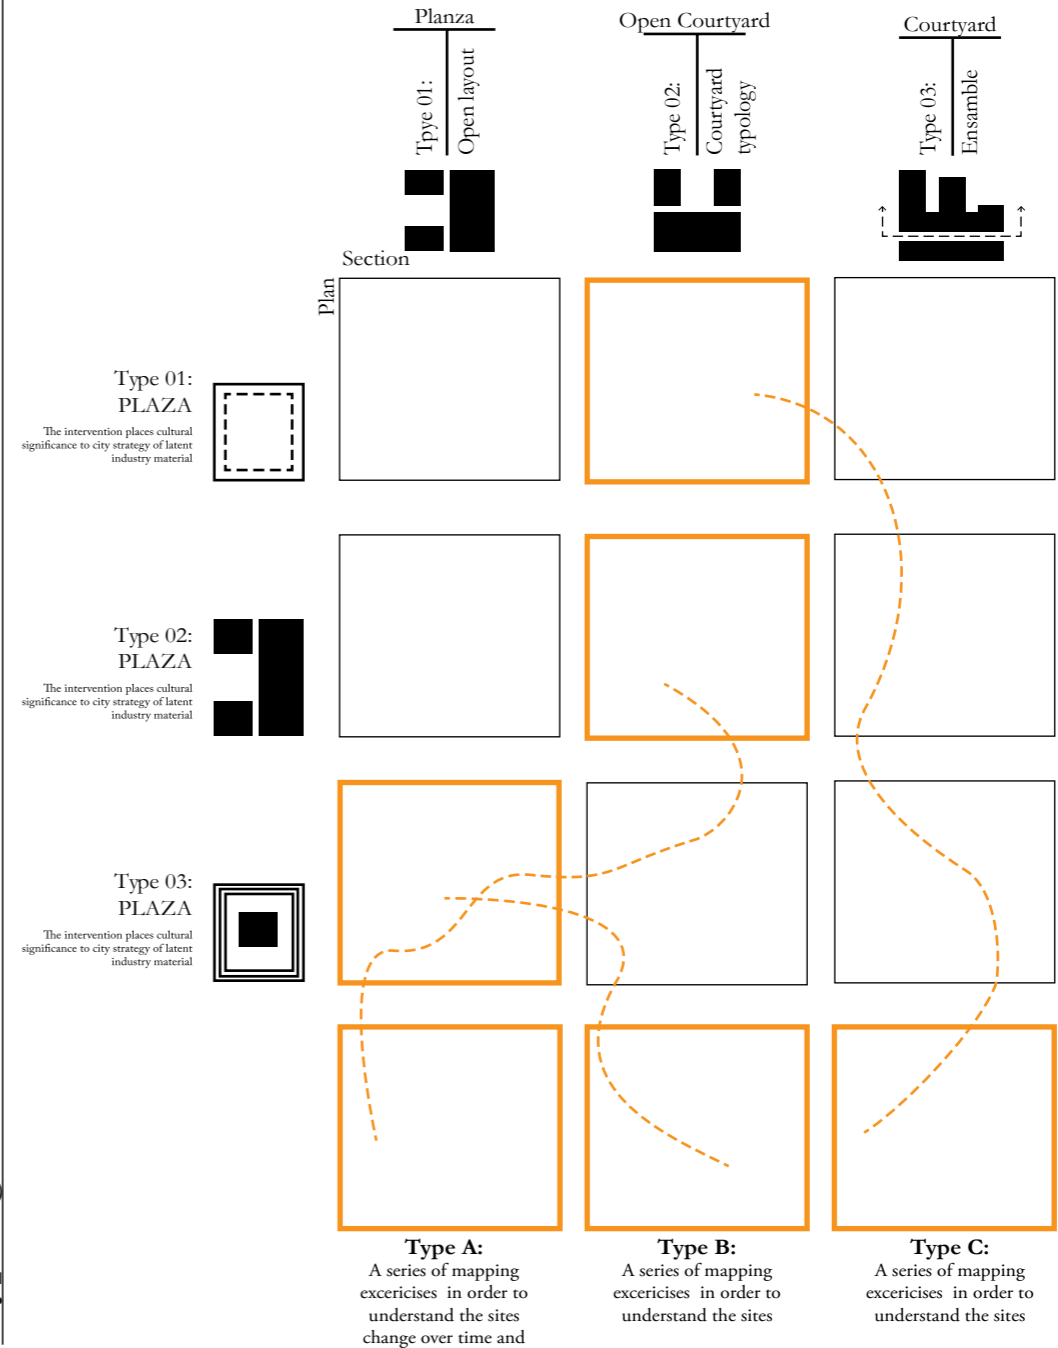 Planza
Open Courtyard
Courtyard
Tpye 01:
Open layout
Type 02:
Courtyard
typology
Type 03:
Ensamble
Section
Plan
Type 01:
PLAZA
The intervention places cultural
significance to city strategy of latent
industry material
Type 02:
PLAZA
The intervention places cultural
significance to city strategy of latent
industry material
Type 03:
PLAZA
The intervention places cultural
significance to city strategy of latent
industry material
Type A:
A series of mapping
excericises in order to
understand the sites
change over time and
Type B:
A series of mapping
excericises in order to
understand the sites
Type C:
A series of mapping
excericises in order to
understand the sites